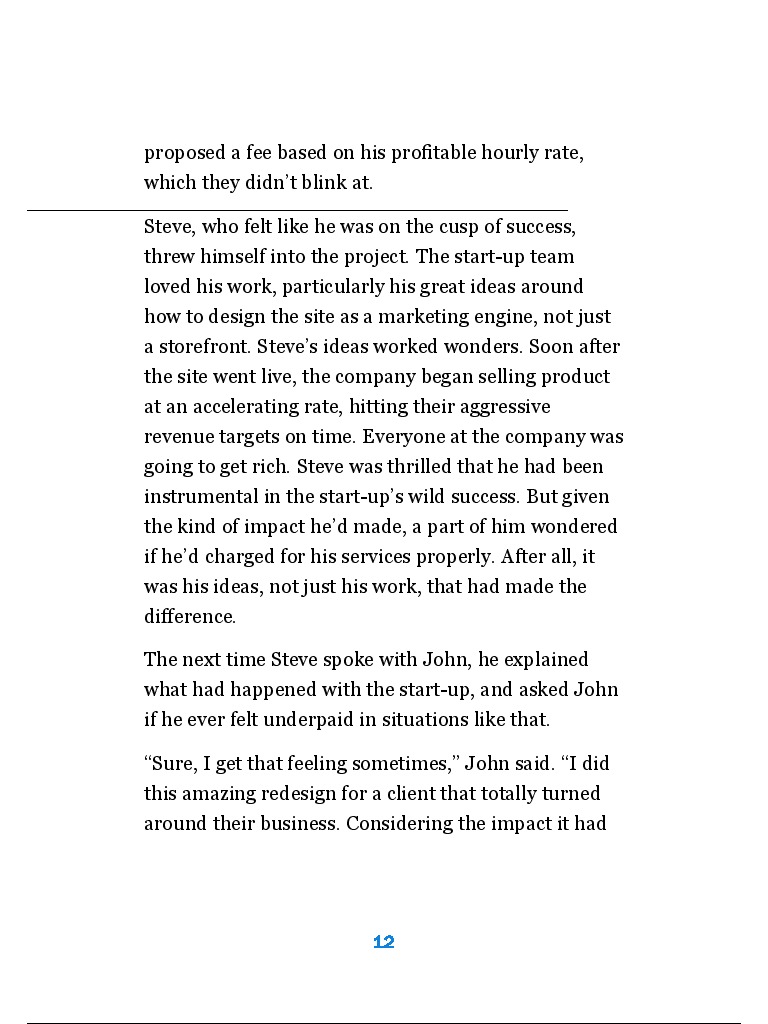 proposed a fee based on his profitable hourly rate,
which they didn’t blink at.
Steve, who felt like he was on the cusp of success,
threw himself into the project. The start-up team
loved his work, particularly his great ideas around
how to design the site as a marketing engine, not just
a storefront. Steve’s ideas worked wonders. Soon after
the site went live, the company began selling product
at an accelerating rate, hitting their aggressive
revenue targets on time. Everyone at the company was
going to get rich. Steve was thrilled that he had been
instrumental in the start-up’s wild success. But given
the kind of impact he’d made, a part of him wondered
if he’d charged for his services properly. After all, it
was his ideas, not just his work, that had made the
difference.
The next time Steve spoke with John, he explained
what had happened with the start-up, and asked John
if he ever felt underpaid in situations like that.
“Sure, I get that feeling sometimes,” John said. “I did
this amazing redesign for a client that totally turned
around their business. Considering the impact it had
12